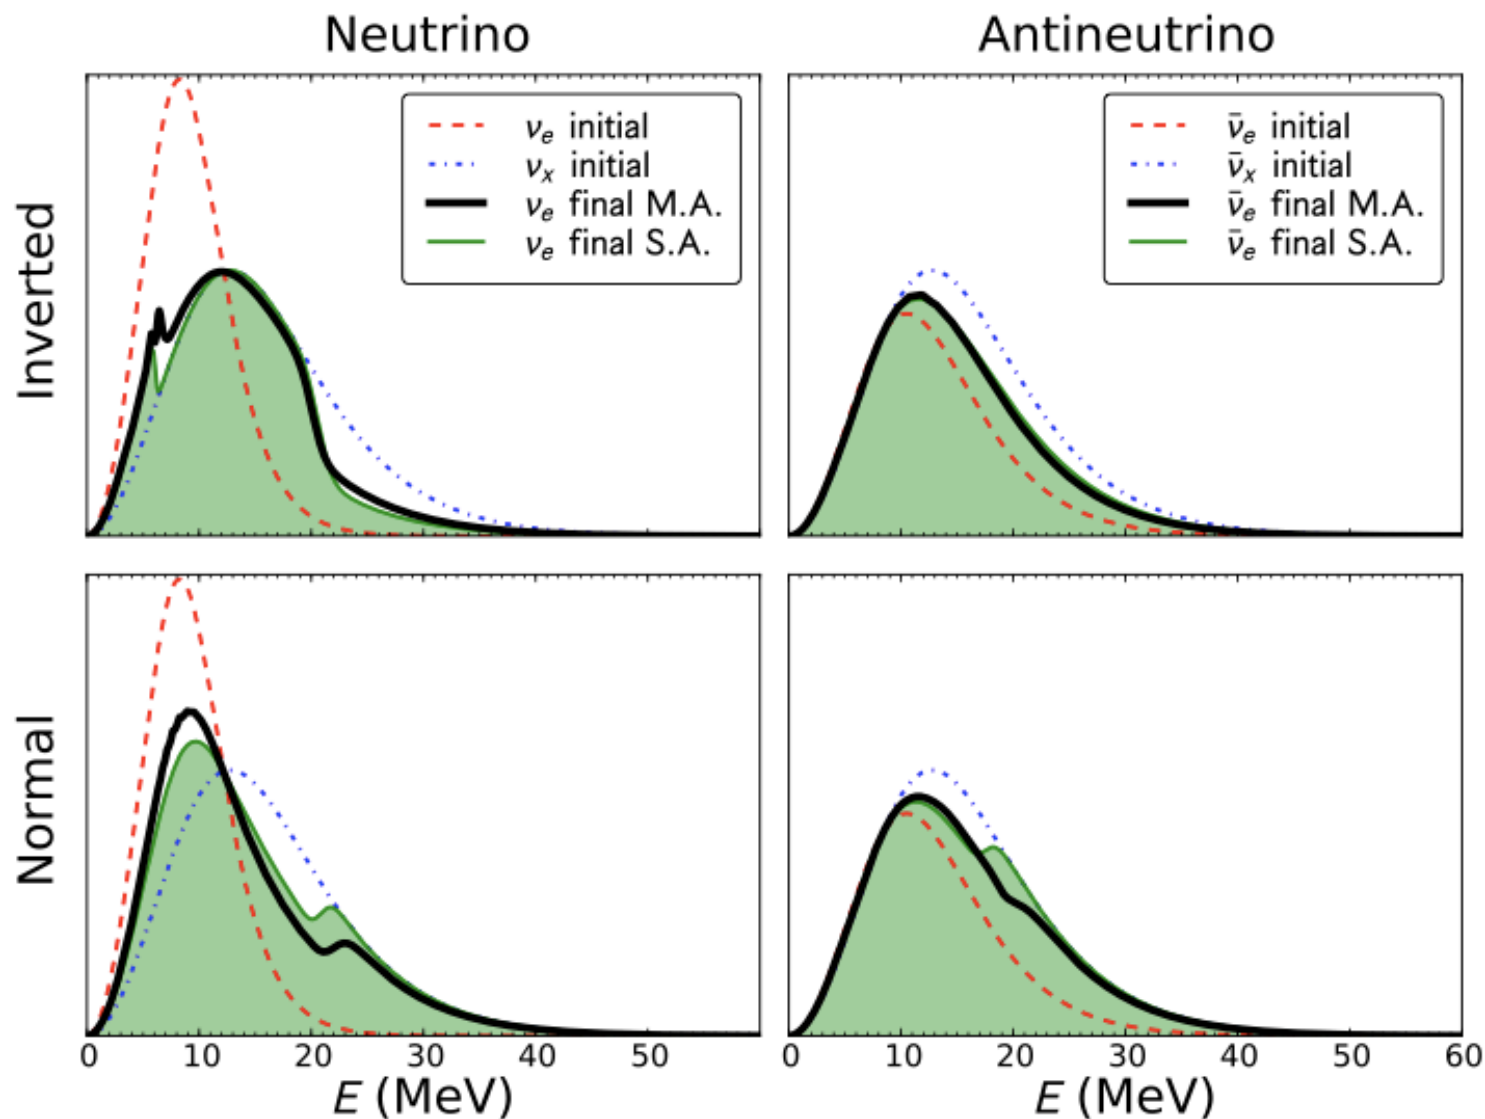 Neutrino
Antineutrino
Inverted
νₑ initial
νₓ initial
νₑ final M.A.
νₑ final S.A.
ν̄ₑ initial
ν̄ₓ initial
ν̄ₑ final M.A.
ν̄ₑ final S.A.
Normal
0 10 20 30 40 50
E (MeV)
0 10 20 30 40 50 60
E (MeV)